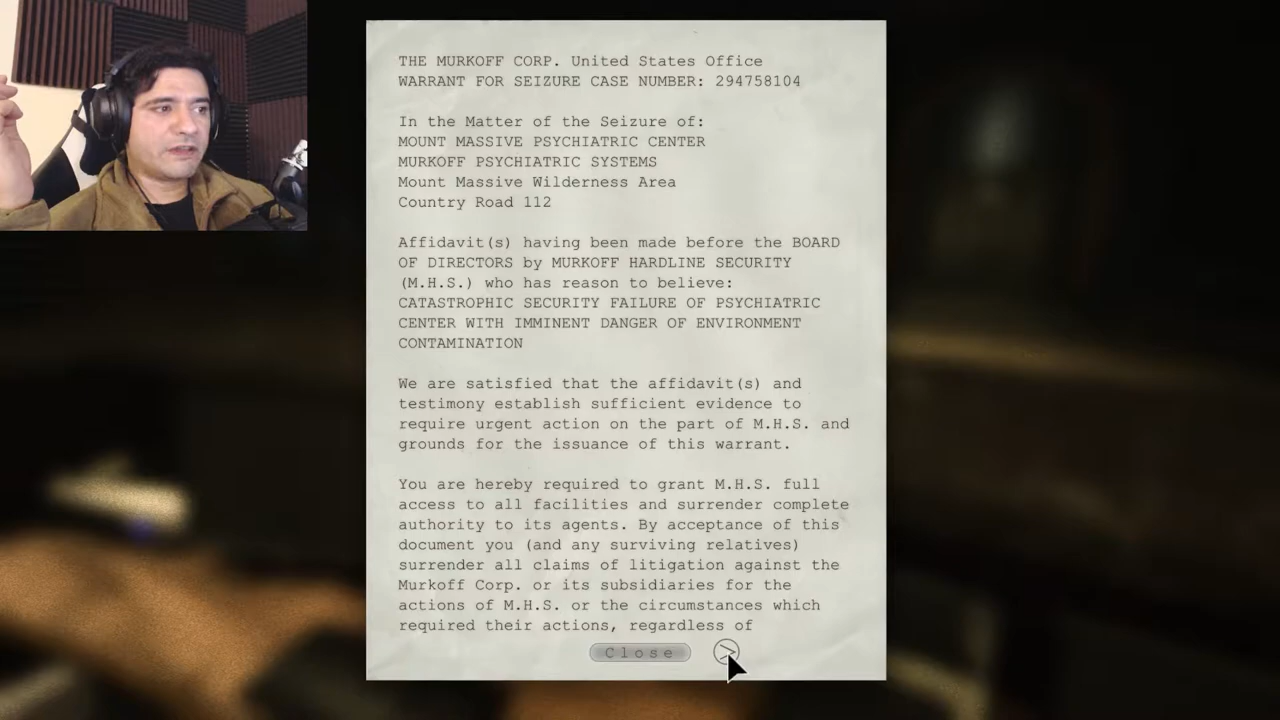 THE MURKOFF CORP. United States Office
WARRANT FOR SEIZURE CASE NUMBER: 294758104
In the Matter of the Seizure of:
MOUNT MASSIVE PSYCHIATRIC CENTER
MURKOFF PSYCHIATRIC SYSTEMS
Mount Massive Wilderness Area
Country Road 112
Affidavit(s) having been made before the BOARD
OF DIRECTORS by MURKOFF HARDLINE SECURITY
(M.H.S.) who has reason to believe:
CATASTROPHIC SECURITY FAILURE OF PSYCHIATRIC
CENTER WITH IMMINENT DANGER OF ENVIRONMENT
CONTAMINATION
We are satisfied that the affidavit(s) and
testimony establish sufficient evidence to
require urgent action on the part of M.H.S. and
grounds for the issuance of this warrant.
You are hereby required to grant M.H.S. full
access to all facilities and surrender complete
authority to its agents. By acceptance of this
document you (and any surviving relatives)
surrender all claims of litigation against the
Murkoff Corp. or its subsidiaries for the
actions of M.H.S. or the circumstances which
required their actions, regardless of
Close >